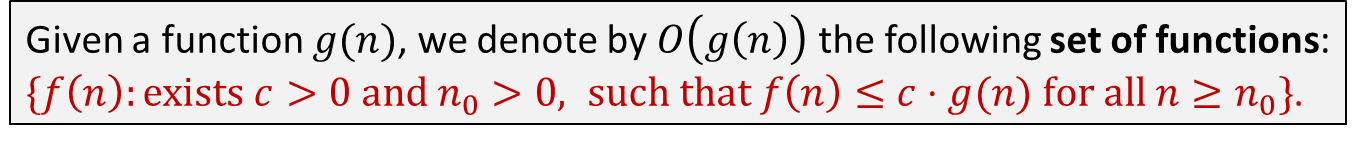 Given a function g(n), we denote by O(g(n)) the following set of functions:
{f(n): exists c > 0 and n₀ > 0, such that f(n) ≤ c · g(n) for all n ≥ n₀}.